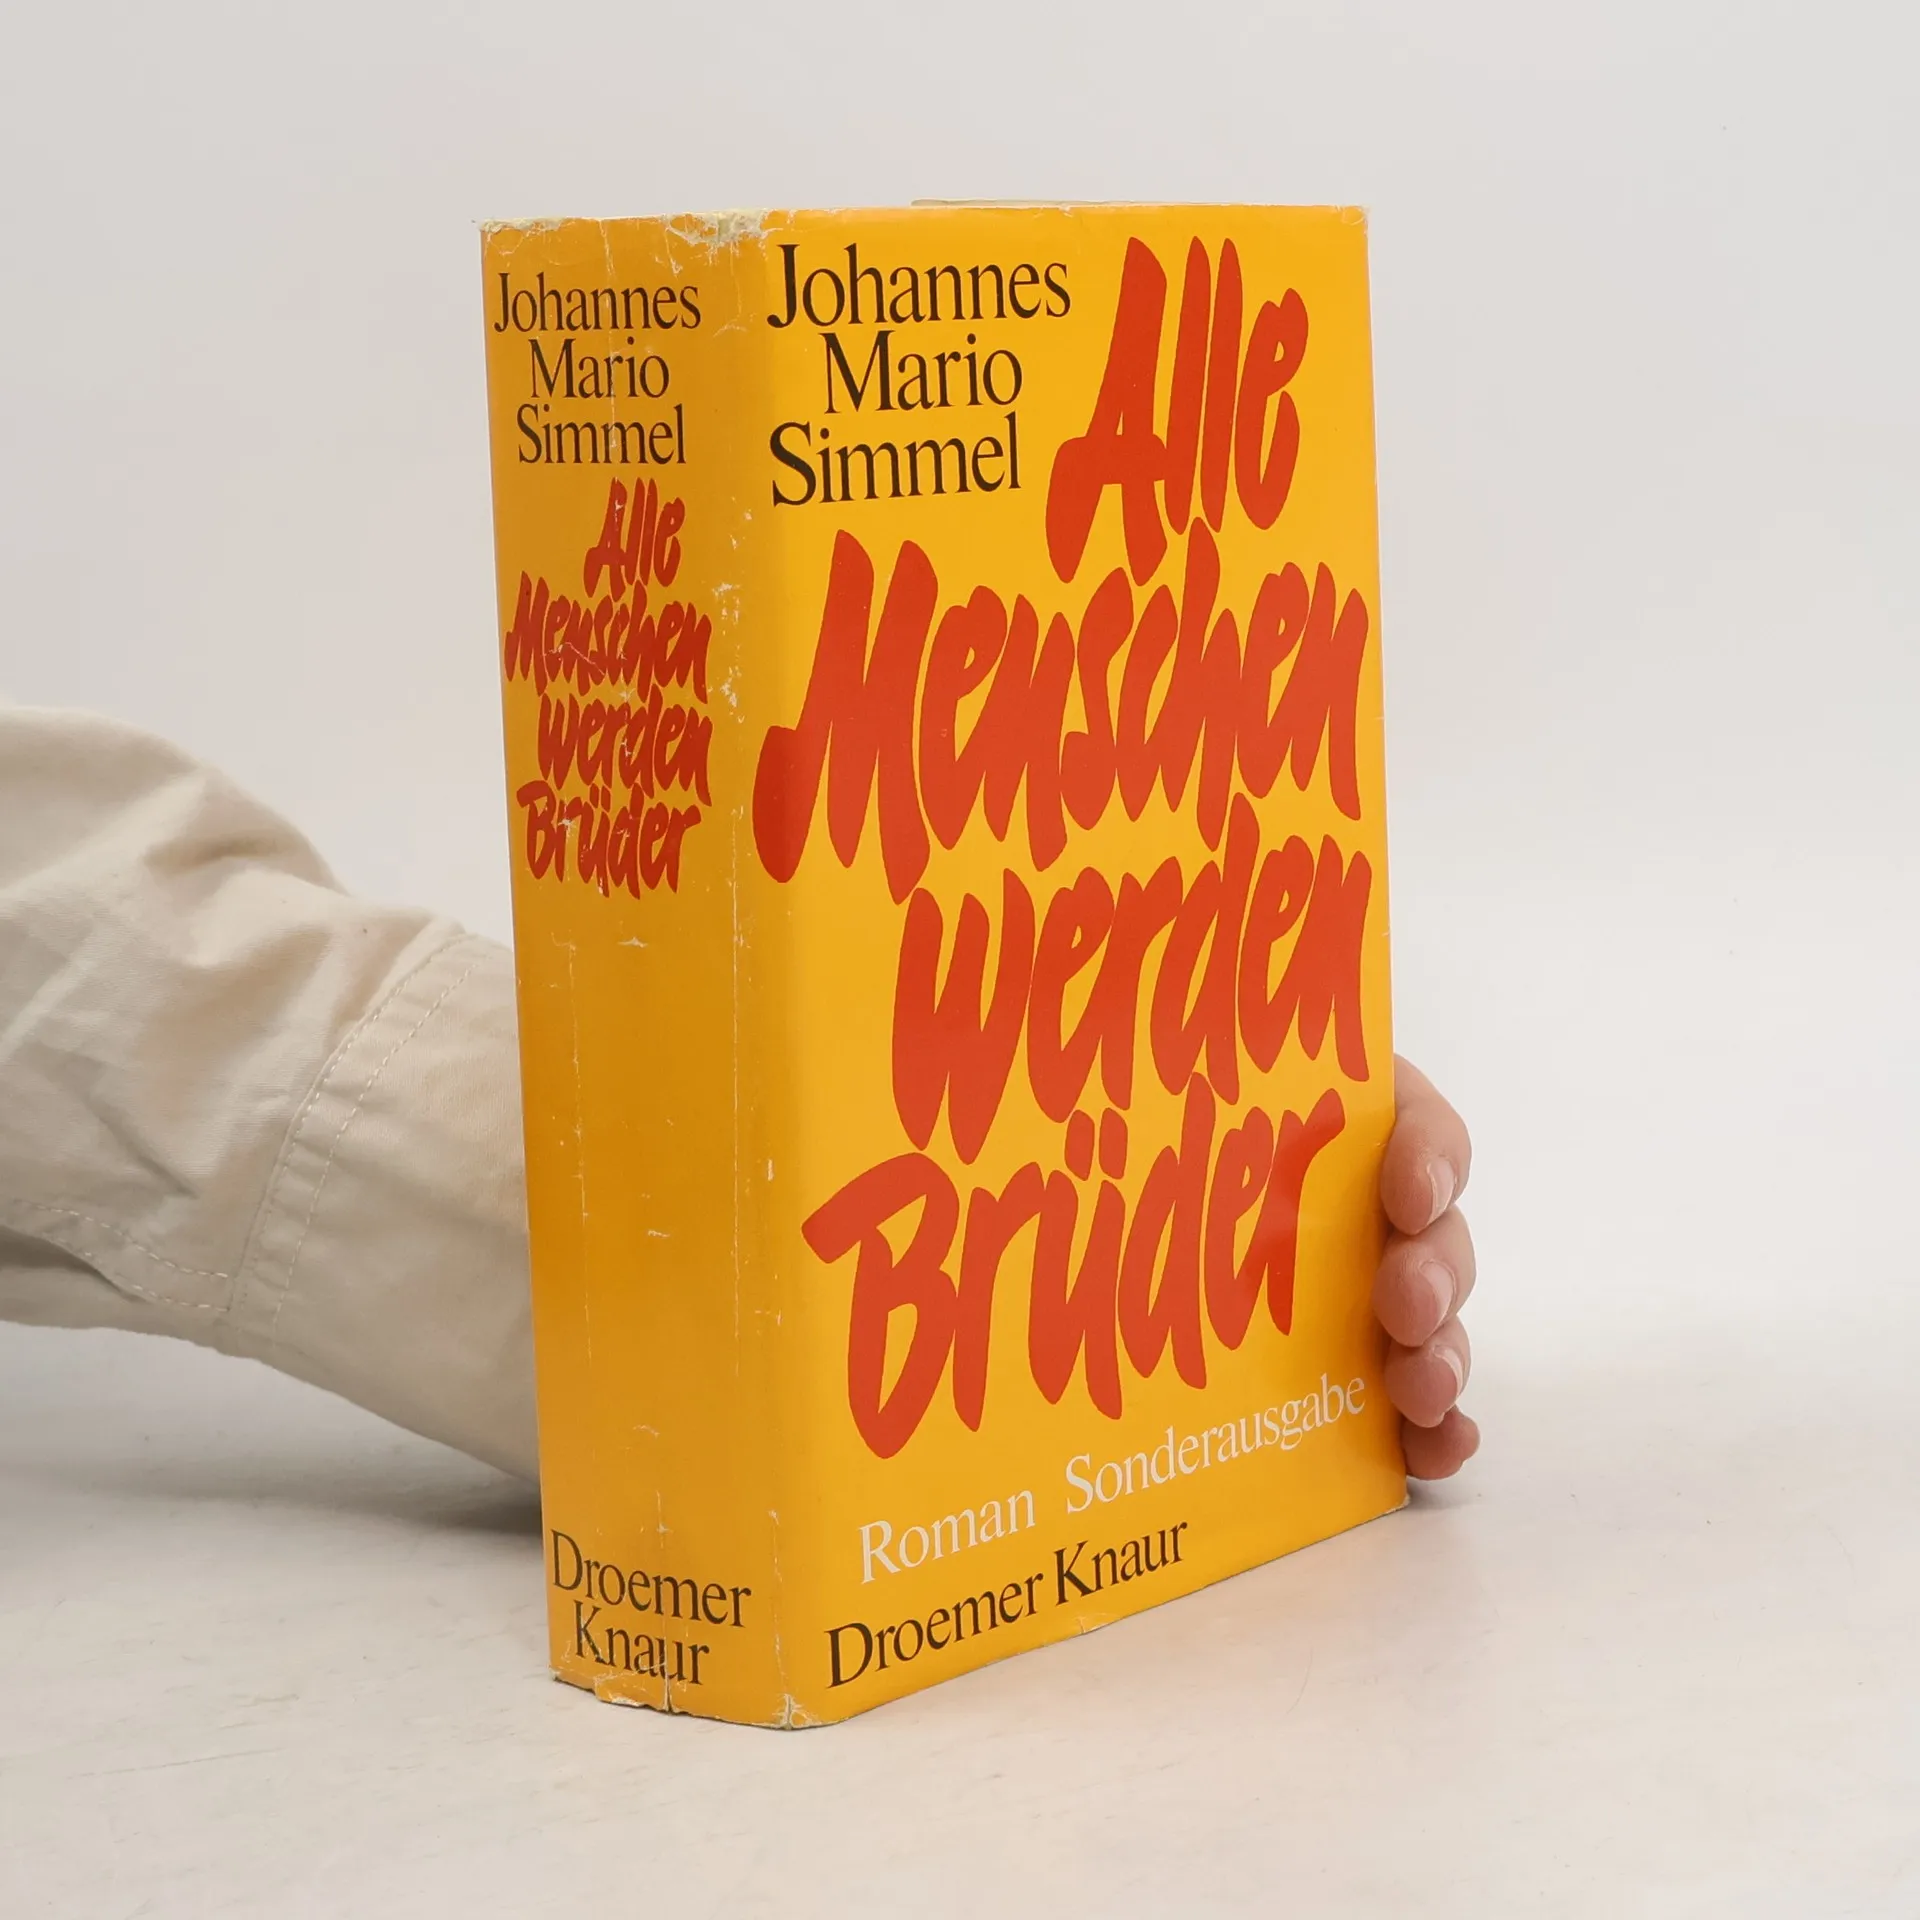 Johannes
Mario
Simmel
Alle
Menschen
werden
Brüder
Droemer
Knaur
Johannes
Mario
Simmel
Alle
Menschen
werden
Brüder
Roman Sonderausgabe
Droemer Knaur